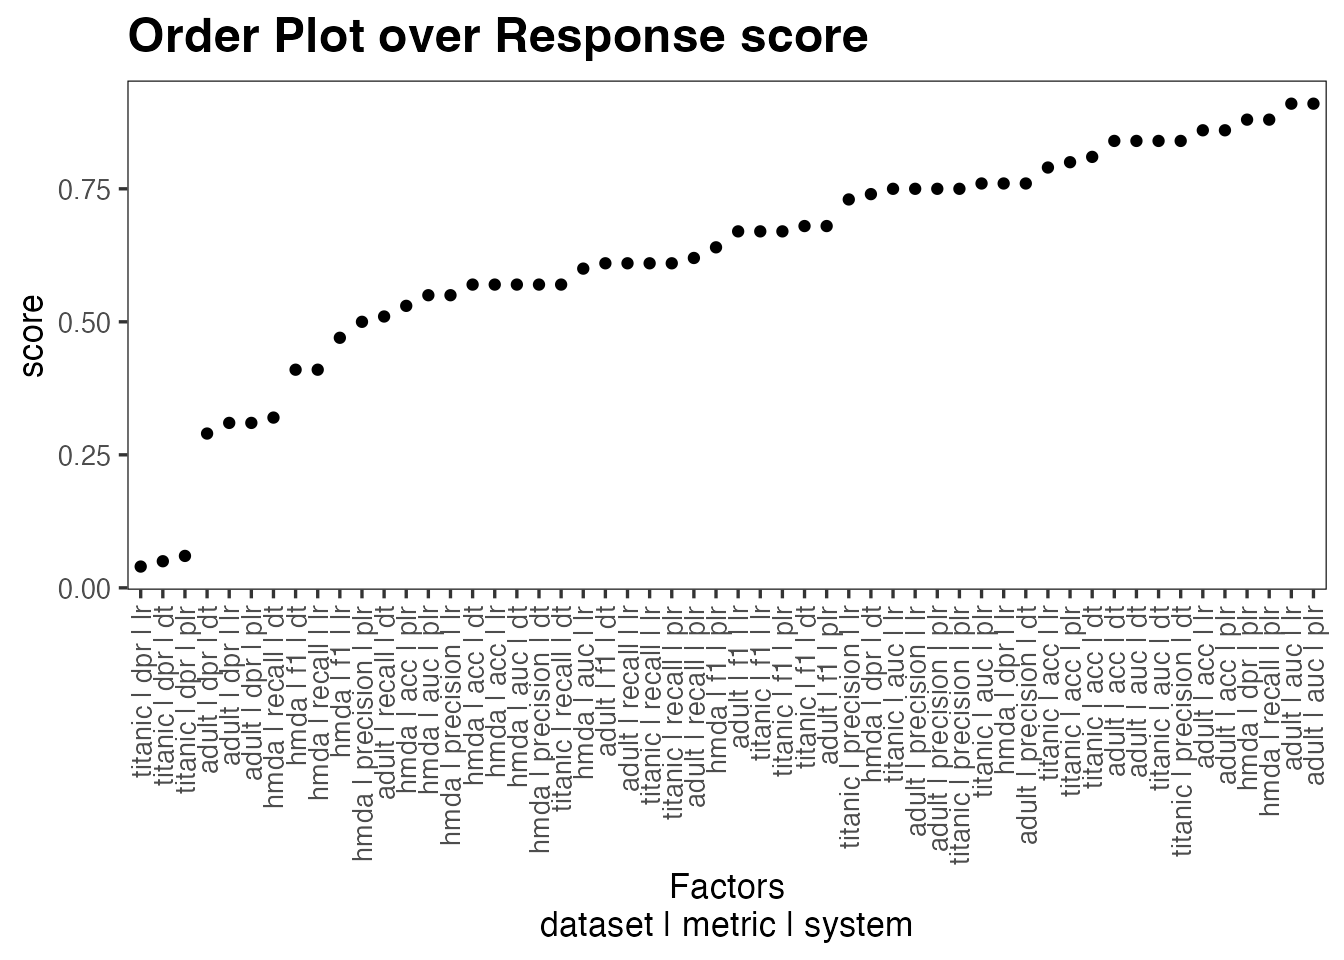 Order Plot over Response score
score
0.75
0.50
0.25
0.00
titanic | dpr | lr
titanic | dpr | dt
titanic | dpr | plr
adult | dpr | dt
adult | dpr | lr
adult | dpr | plr
hmda | recall | dt
hmda | f1 | dt
hmda | recall | lr
hmda | f1 | lr
hmda | precision | plr
adult | recall | dt
hmda | acc | plr
hmda | auc | plr
hmda | precision | lr
hmda | acc | dt
hmda | acc | lr
hmda | auc | dt
hmda | precision | dt
titanic | recall | dt
hmda | auc | lr
adult | f1 | dt
adult | recall | lr
titanic | recall | lr
titanic | recall | plr
adult | recall | plr
hmda | f1 | plr
adult | f1 | lr
titanic | f1 | lr
titanic | f1 | plr
titanic | f1 | dt
adult | f1 | plr
titanic | precision | lr
hmda | dpr | dt
titanic | auc | lr
adult | precision | lr
adult | precision | plr
titanic | precision | plr
titanic | auc | plr
hmda | dpr | lr
adult | precision | dt
titanic | acc | lr
titanic | acc | plr
titanic | acc | dt
adult | acc | dt
adult | auc | dt
titanic | auc | dt
titanic | precision | dt
adult | acc | lr
adult | acc | plr
hmda | dpr | plr
hmda | recall | plr
adult | auc | lr
adult | auc | plr
Factors
dataset | metric | system